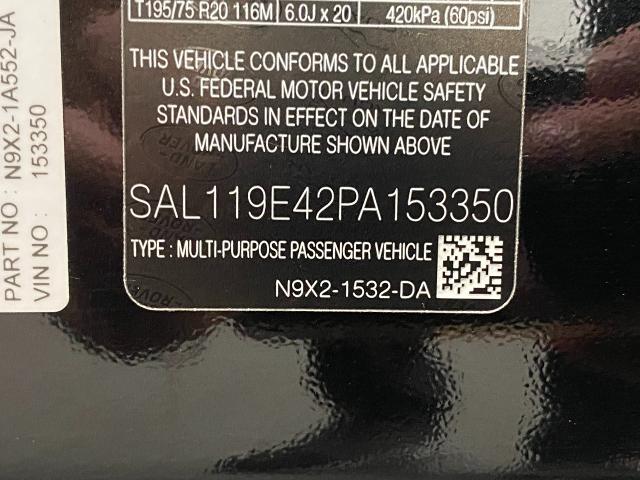 T195/75 R20 116M 6.0J x 20 420kPa (60psi)
THIS VEHICLE CONFORMS TO ALL APPLICABLE
U.S. FEDERAL MOTOR VEHICLE SAFETY
STANDARDS IN EFFECT ON THE DATE OF
MANUFACTURE SHOWN ABOVE
SAL119E42PA153350
TYPE : MULTI-PURPOSE PASSENGER VEHICLE
N9X2-1532-DA
PART NO : N9X2-1A552-JA
VIN NO : 153350
LAND-
ROVER